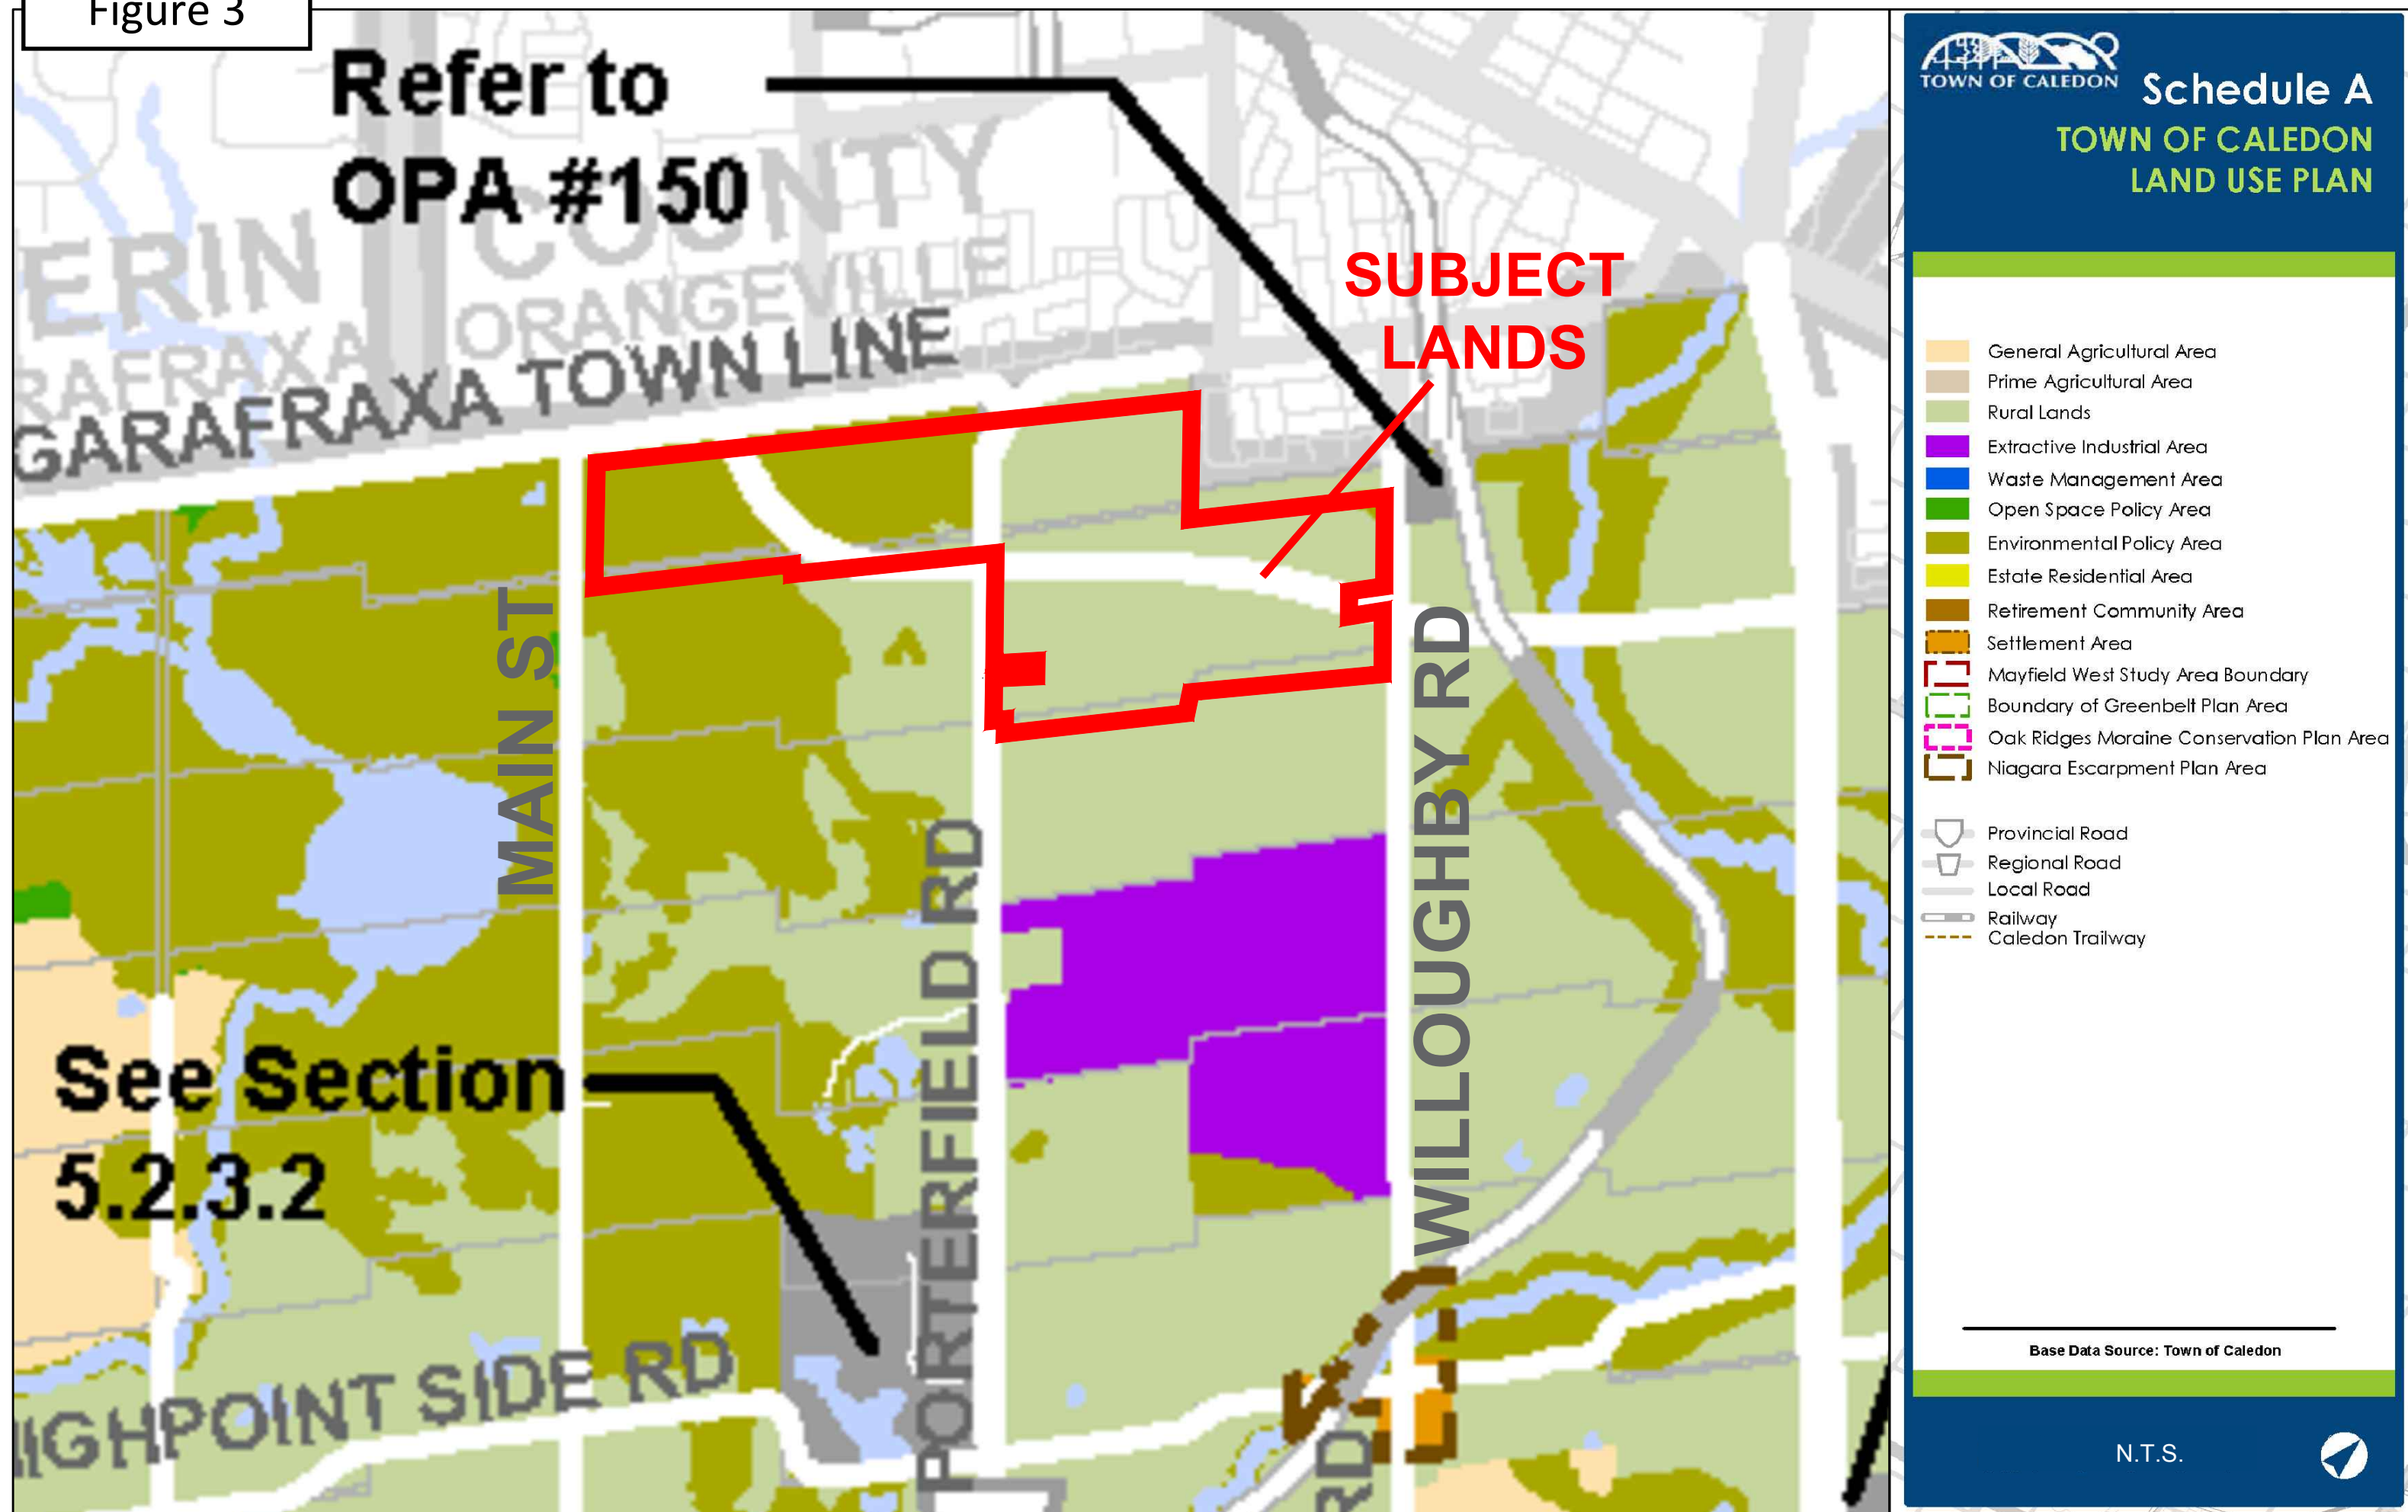 Figure 3
Refer to
OPA #150
ERIN
COUNTY
GARAFRAXA
ORANGEVILLE
GARAFRAXA TOWN LINE
SUBJECT
LANDS
MAIN ST
WILLOUGHBY RD
PORTERFIELD RD
See Section
5.2.3.2
IGHPOINT SIDE RD
RD
TOWN OF CALEDON
Schedule A
TOWN OF CALEDON
LAND USE PLAN
General Agricultural Area
Prime Agricultural Area
Rural Lands
Extractive Industrial Area
Waste Management Area
Open Space Policy Area
Environmental Policy Area
Estate Residential Area
Retirement Community Area
Settlement Area
Mayfield West Study Area Boundary
Boundary of Greenbelt Plan Area
Oak Ridges Moraine Conservation Plan Area
Niagara Escarpment Plan Area
Provincial Road
Regional Road
Local Road
Railway
Caledon Trailway
Base Data Source: Town of Caledon
N.T.S.